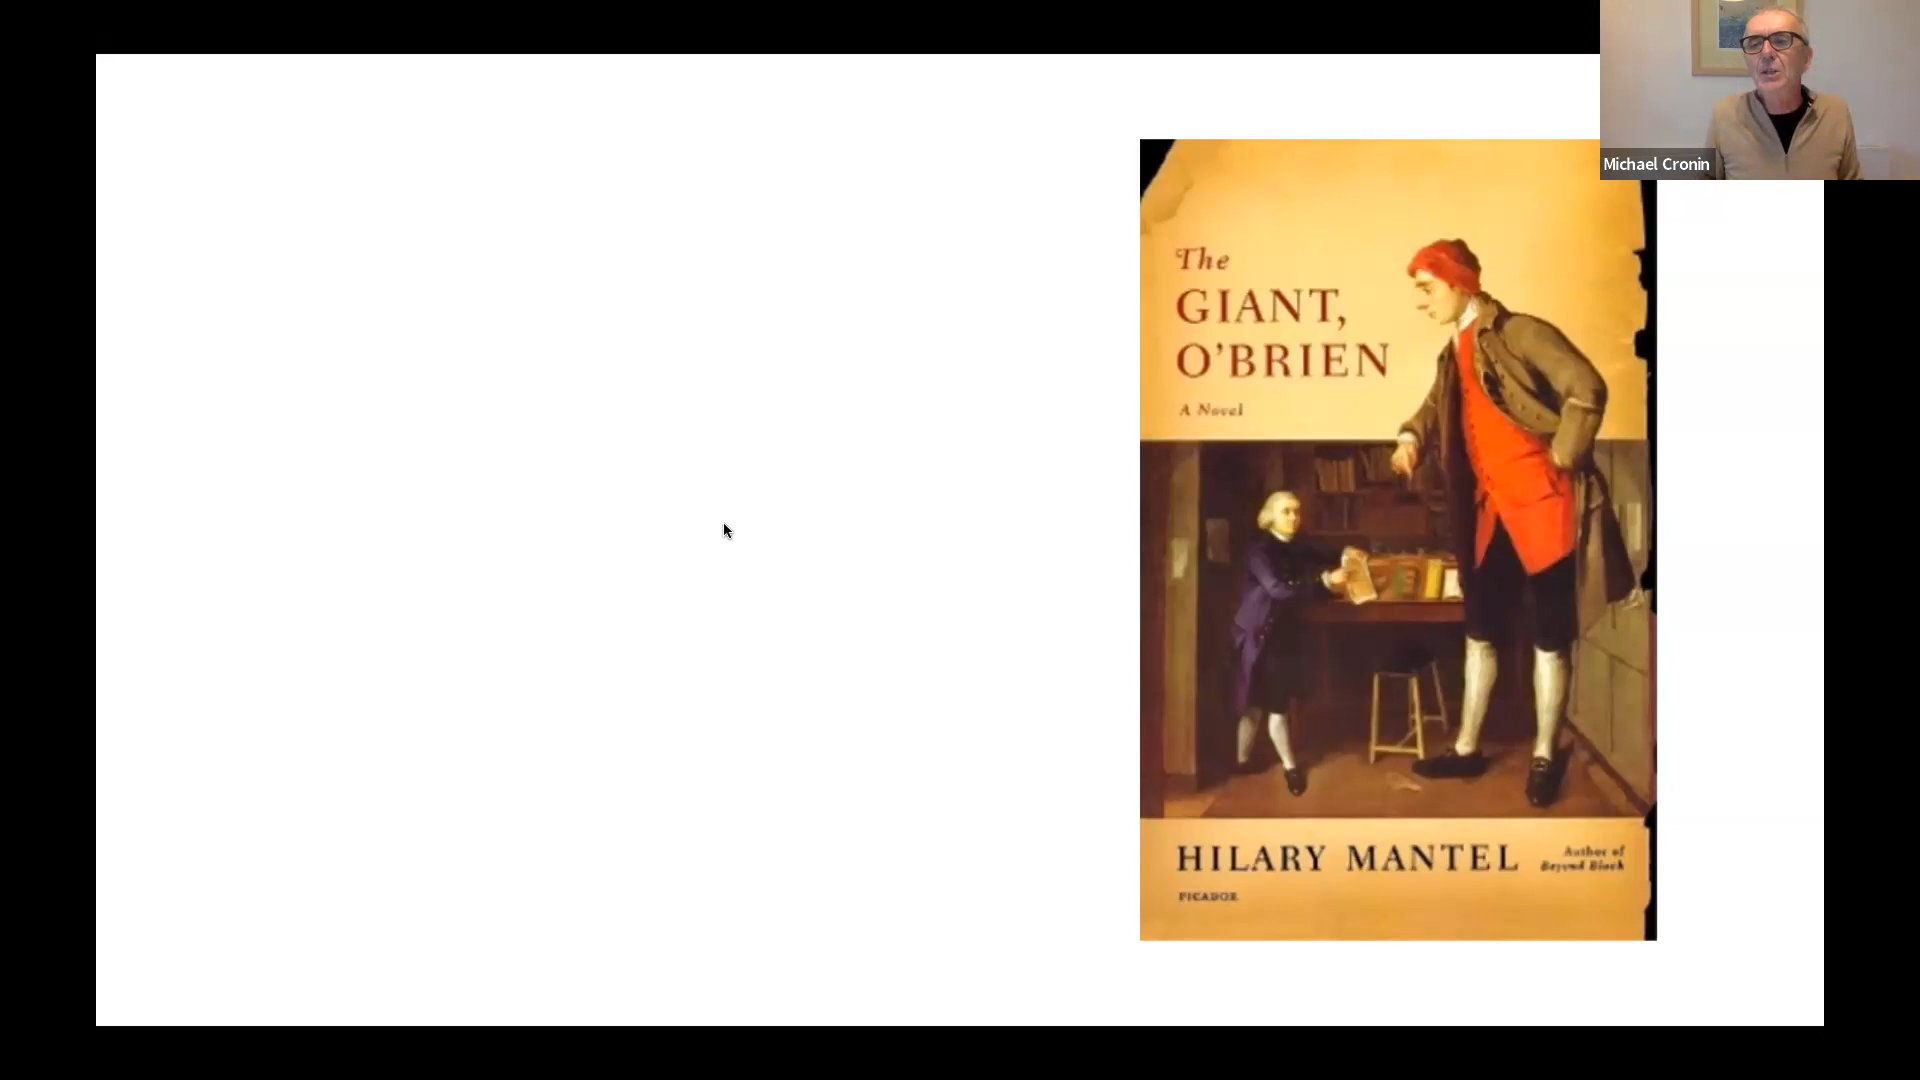 Michael Cronin
The
GIANT,
O'BRIEN
A Novel
HILARY MANTEL
Author of
Beyond Black
PICADOR